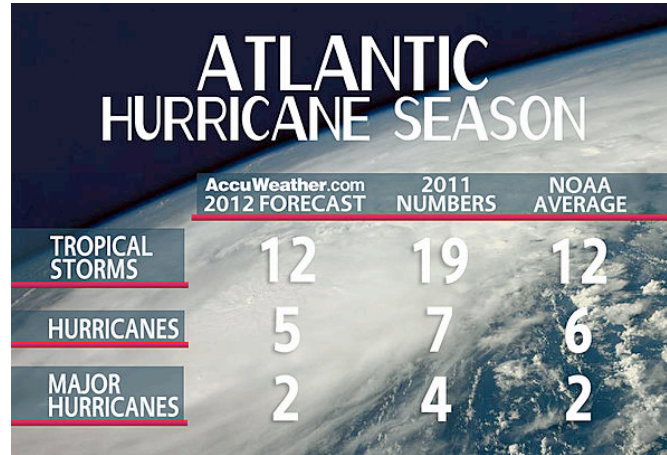 ATLANTIC
HURRICANE SEASON
AccuWeather.com
2012 FORECAST
2011
NUMBERS
NOAA
AVERAGE
TROPICAL
STORMS
12 19 12
HURRICANES 5 7 6
MAJOR
HURRICANES
2 4 2